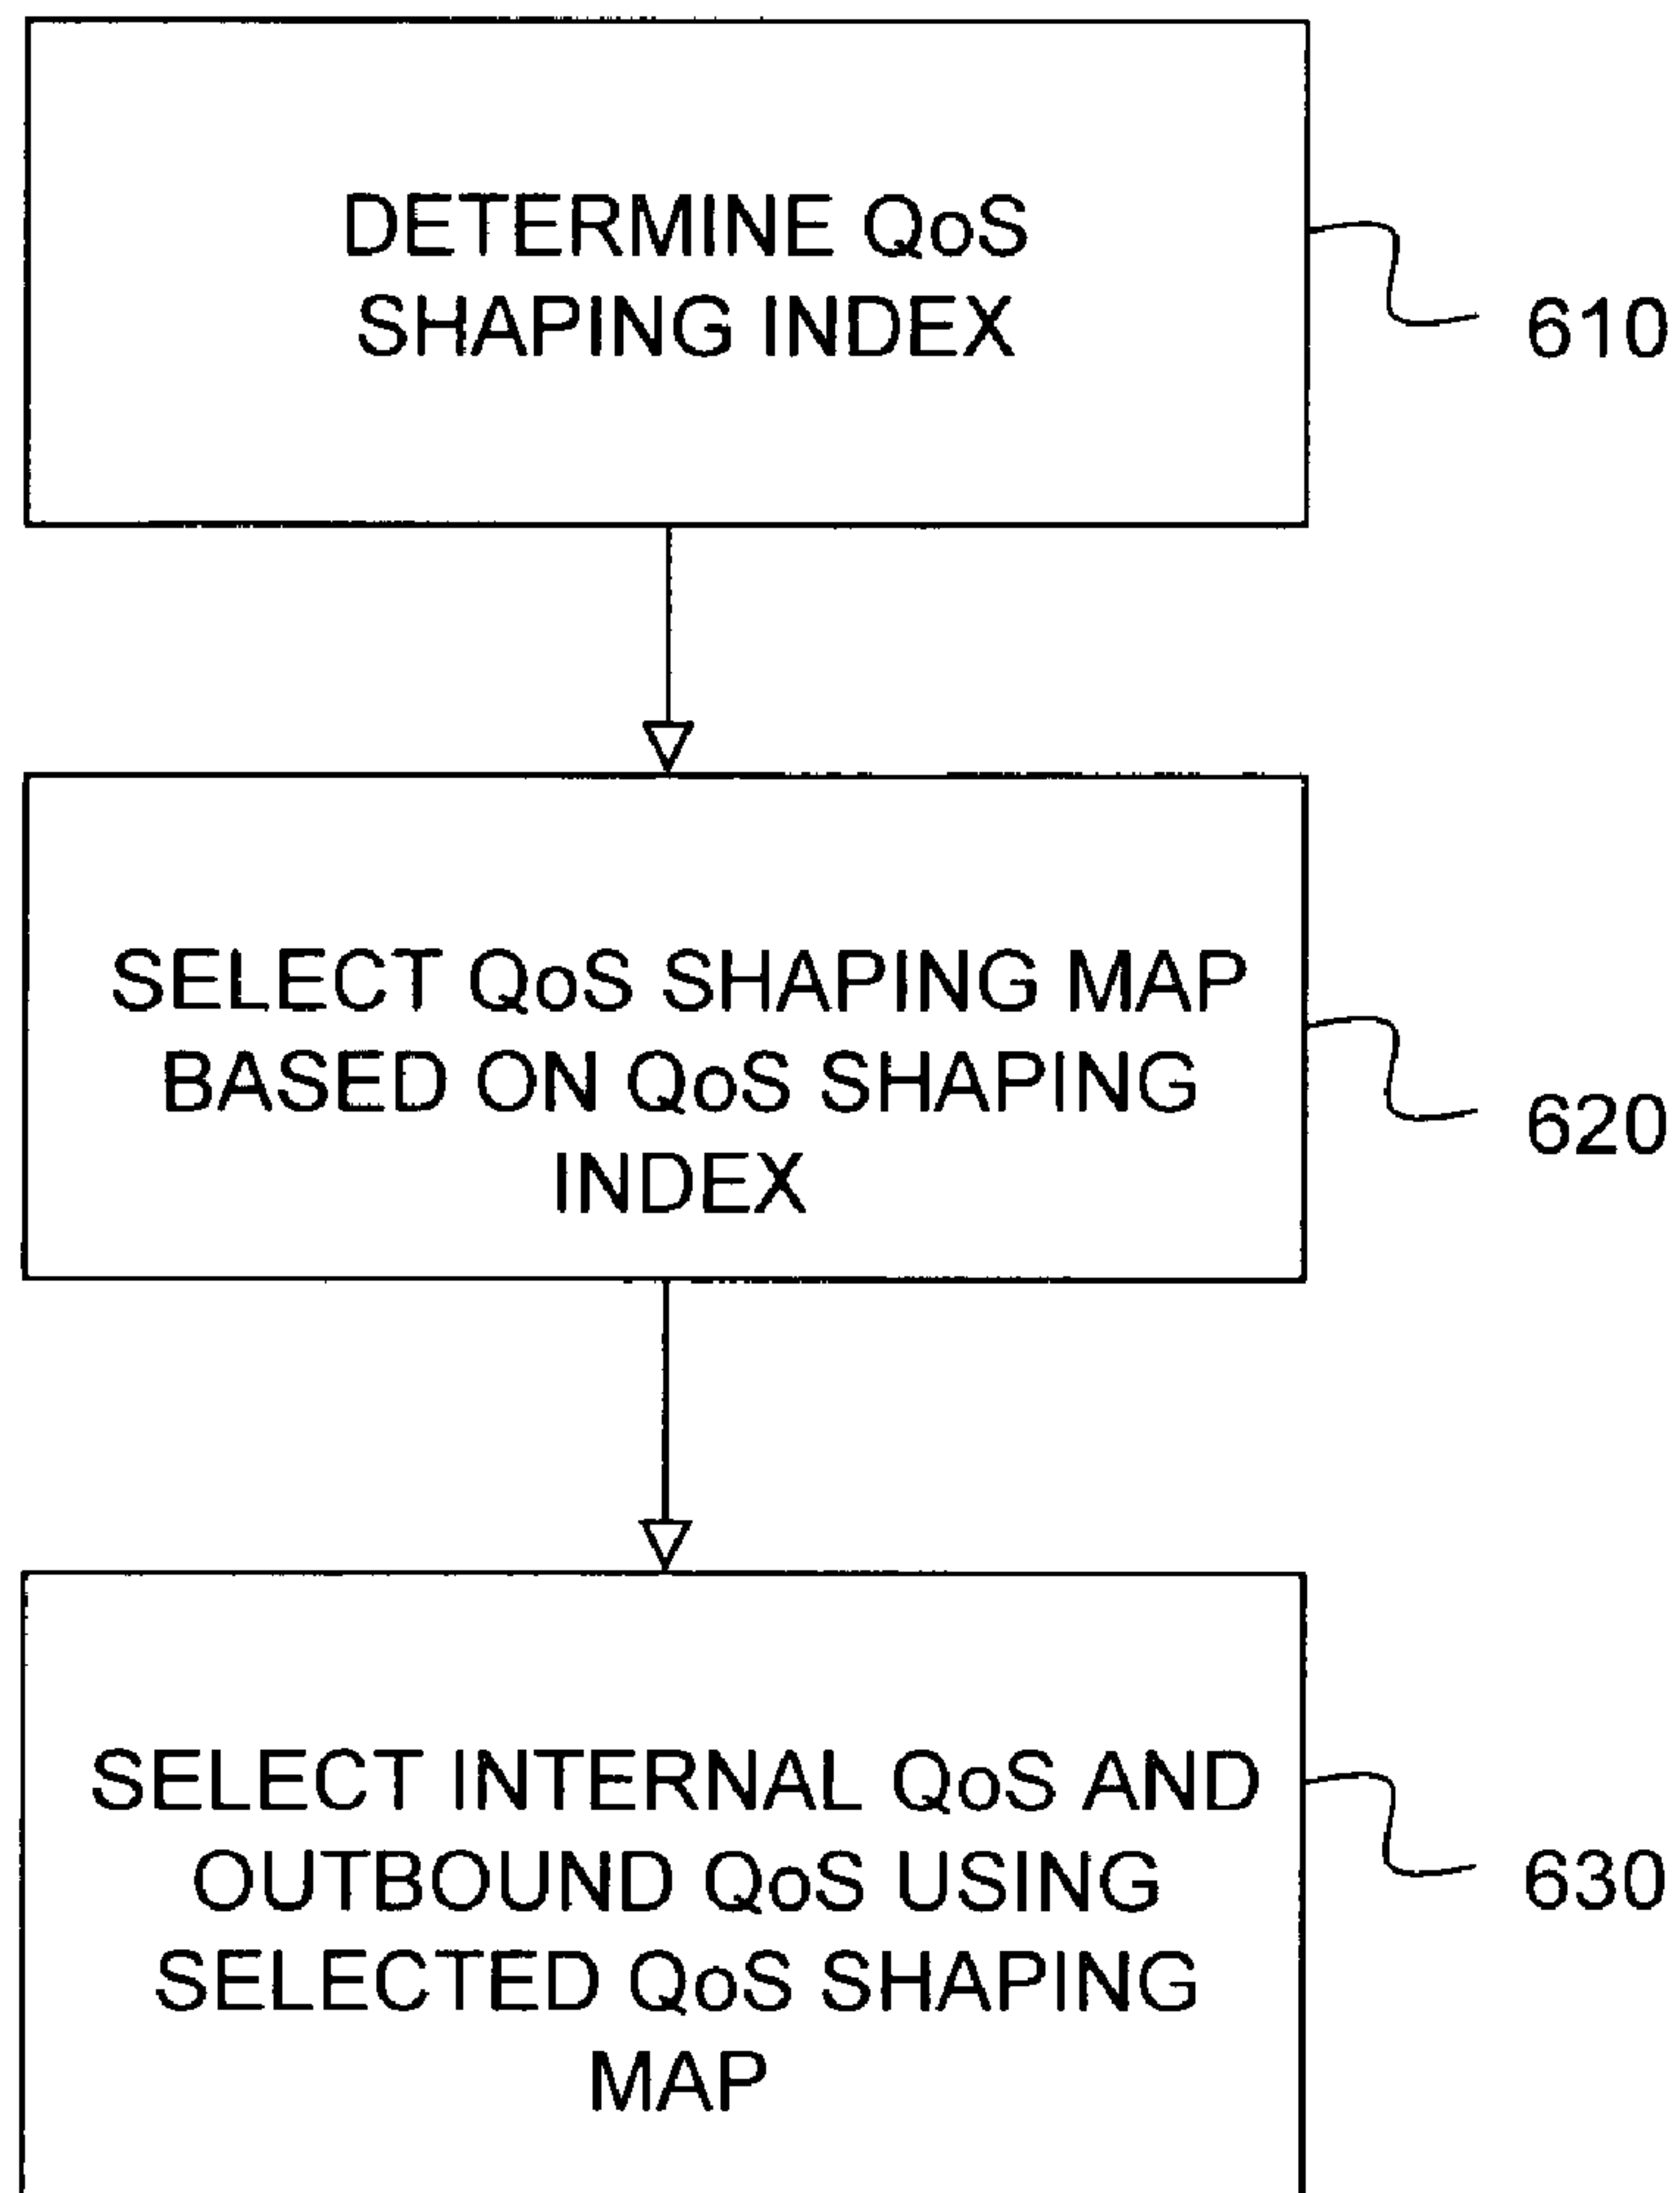 DETERMINE QoS
SHAPING INDEX
610
SELECT QoS SHAPING MAP
BASED ON QoS SHAPING
INDEX
620
SELECT INTERNAL QoS AND
OUTBOUND QoS USING
SELECTED QoS SHAPING
MAP
630